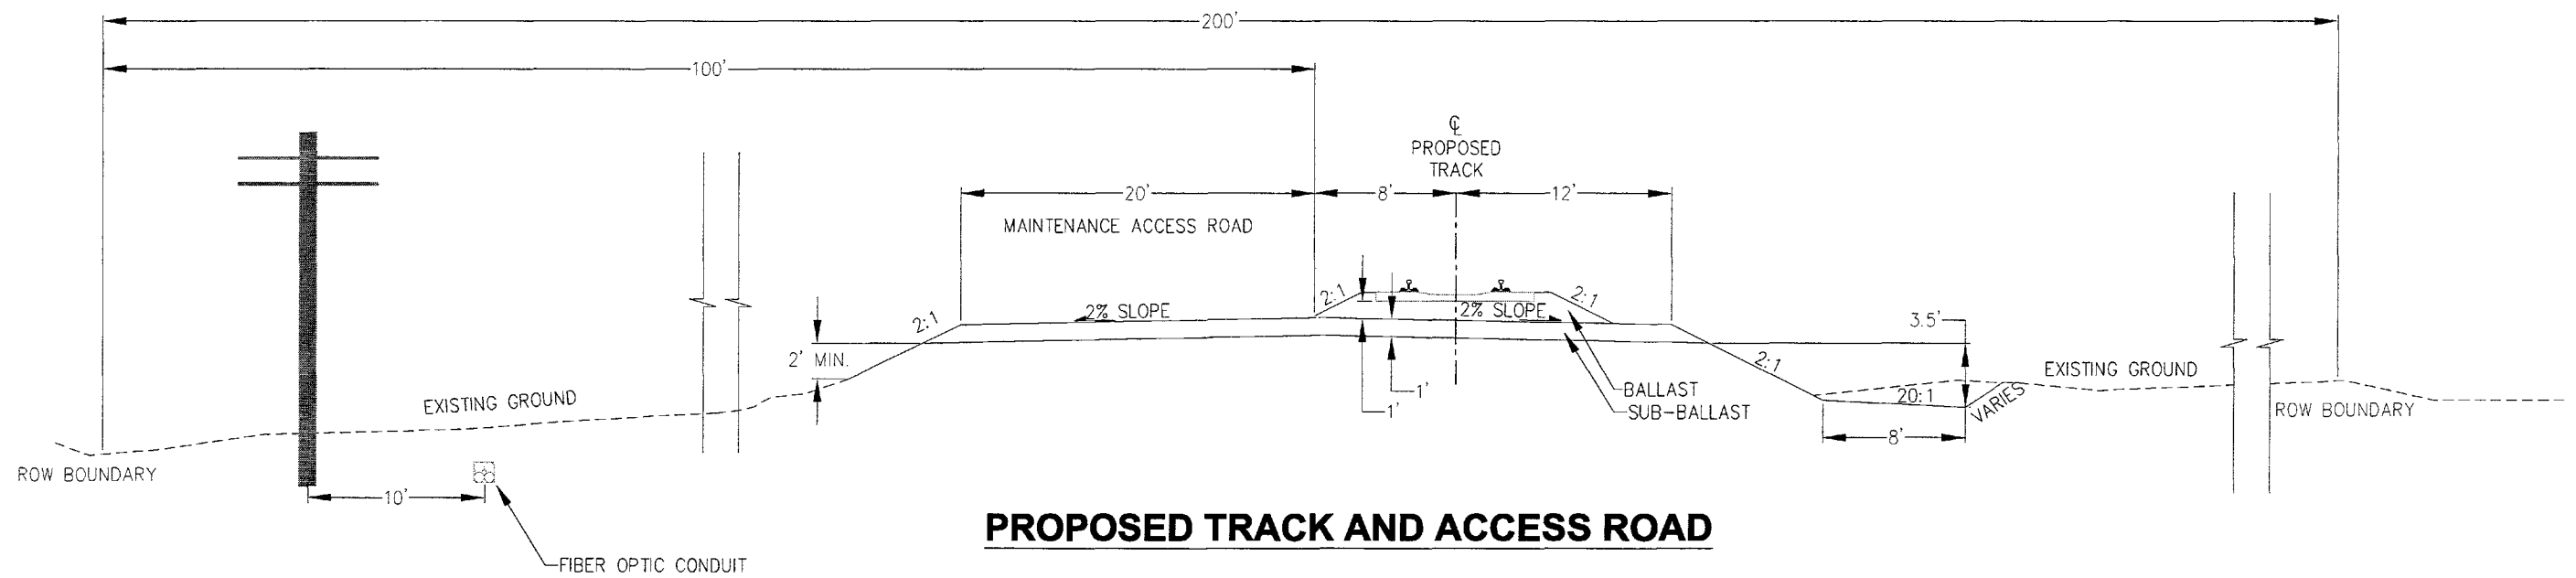 200'
100'
℄
PROPOSED
TRACK
20'
8'
12'
MAINTENANCE ACCESS ROAD
2:1
2:1
2% SLOPE
2% SLOPE
2:1
3.5'
2' MIN.
2:1
EXISTING GROUND
1'
1'
BALLAST
SUB-BALLAST
EXISTING GROUND
20:1
VARIES
ROW BOUNDARY
8'
ROW BOUNDARY
10'
PROPOSED TRACK AND ACCESS ROAD
FIBER OPTIC CONDUIT